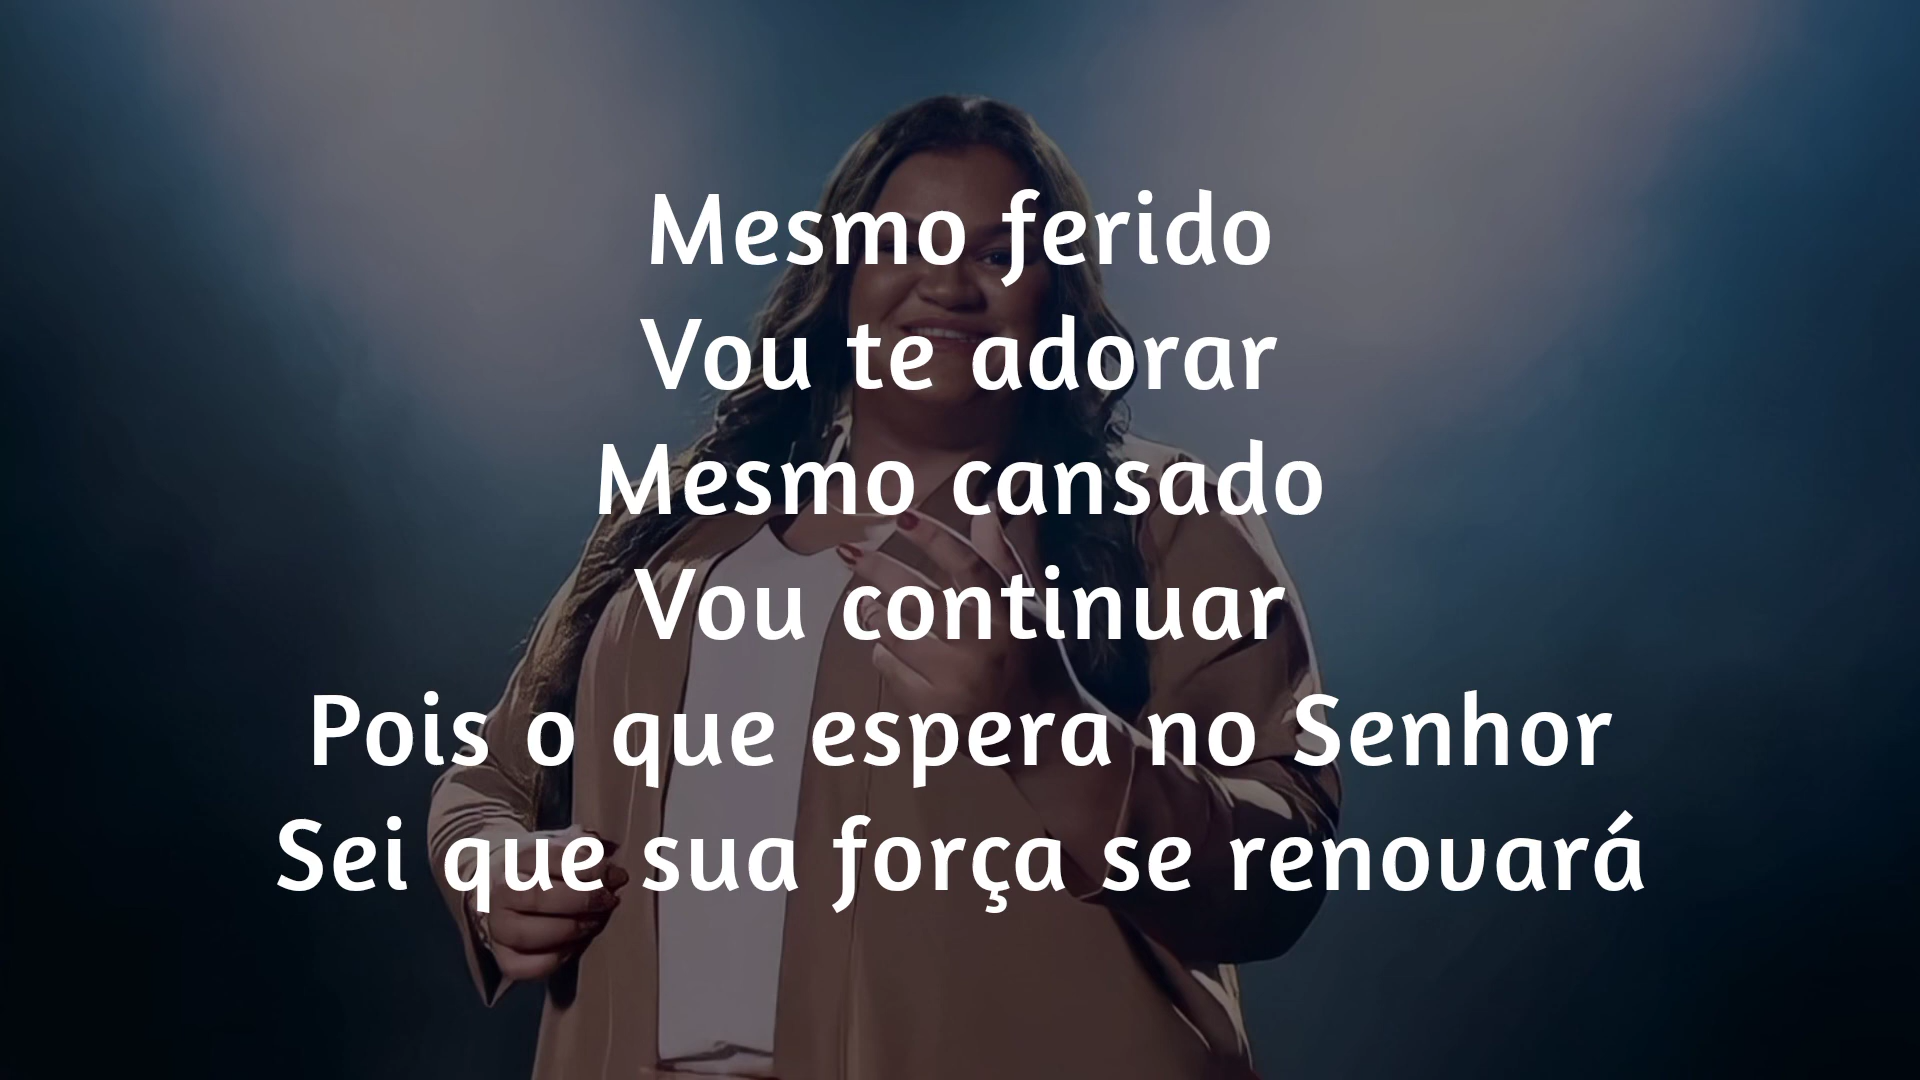 Mesmo ferido
Vou te adorar
Mesmo cansado
Vou continuar
Pois o que espera no Senhor
Sei que sua força se renovará